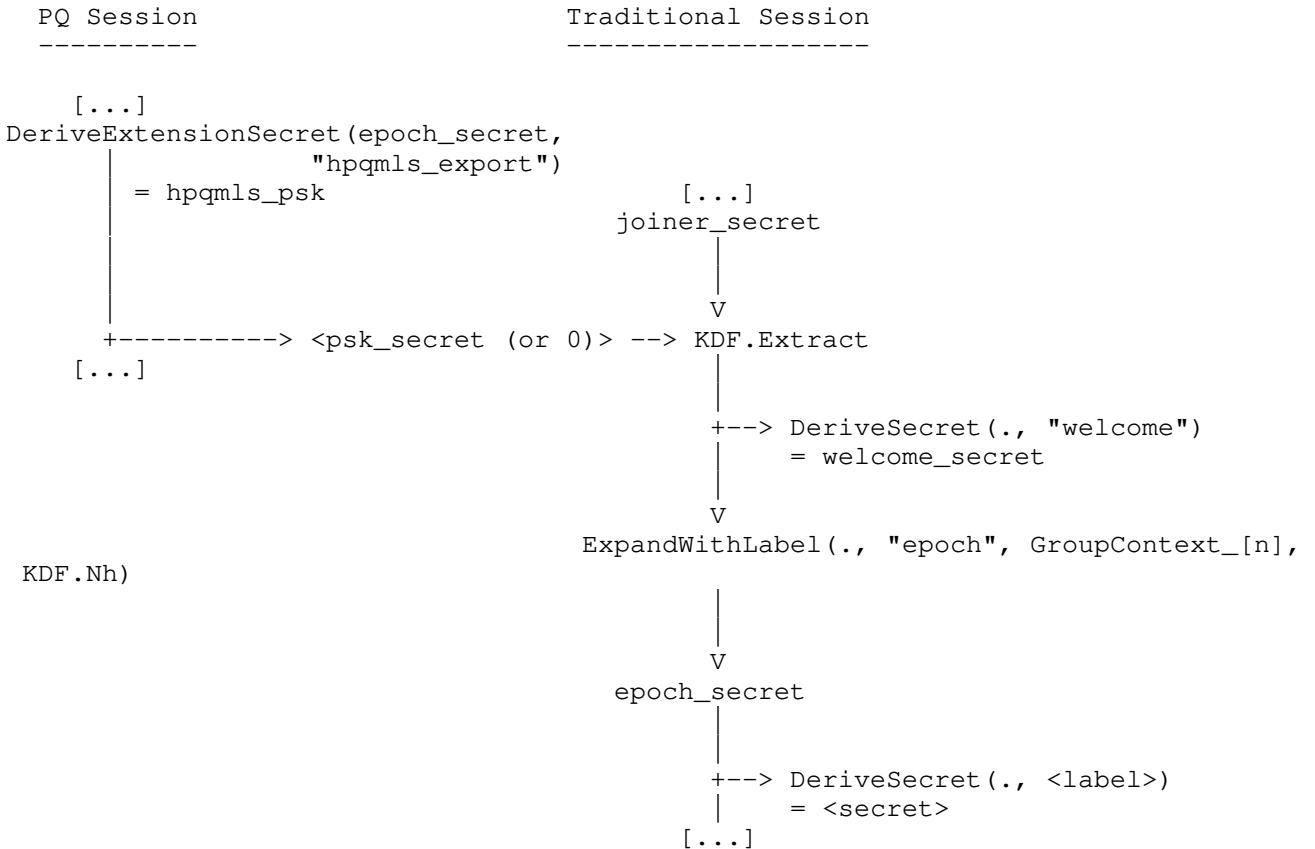 PQ Session                       Traditional Session
----------                       -------------------
[...]
DeriveExtensionSecret(epoch_secret,
"hpqmls_export")
= hpqmls_psk                      [...]
joiner_secret
|
|
V
+----------> <psk_secret (or 0)> --> KDF.Extract
[...]                                       |
|
+--> DeriveSecret(., "welcome")
|    = welcome_secret
|
V
ExpandWithLabel(., "epoch", GroupContext_[n],
KDF.Nh)
|
|
V
epoch_secret
|
|
+--> DeriveSecret(., <label>)
|    = <secret>
[...]